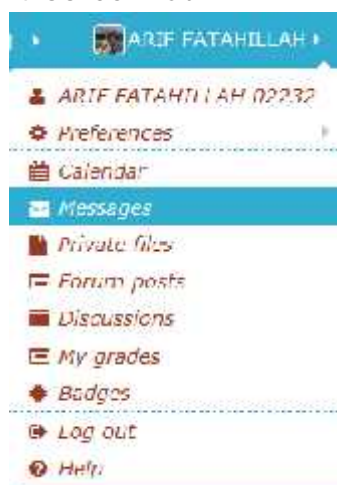 ARIF FATAHILLAH
ARIF FATAHILLAH 02232
Preferences
Calendar
Messages
Private files
Forum posts
Discussions
My grades
Badges
Log out
Help